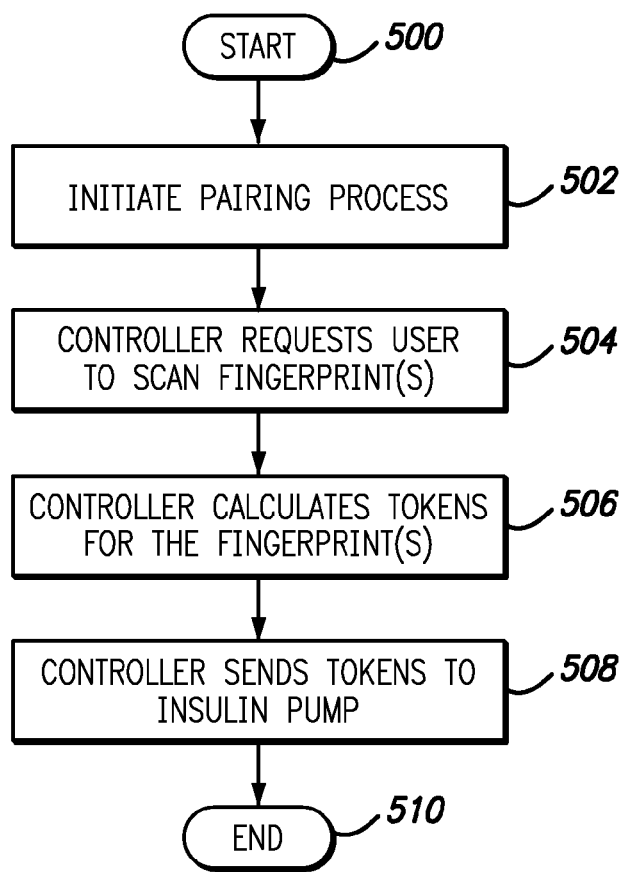 START
500
INITIATE PAIRING PROCESS
502
CONTROLLER REQUESTS USER
TO SCAN FINGERPRINT(S)
504
CONTROLLER CALCULATES TOKENS
FOR THE FINGERPRINT(S)
506
CONTROLLER SENDS TOKENS TO
INSULIN PUMP
508
END
510